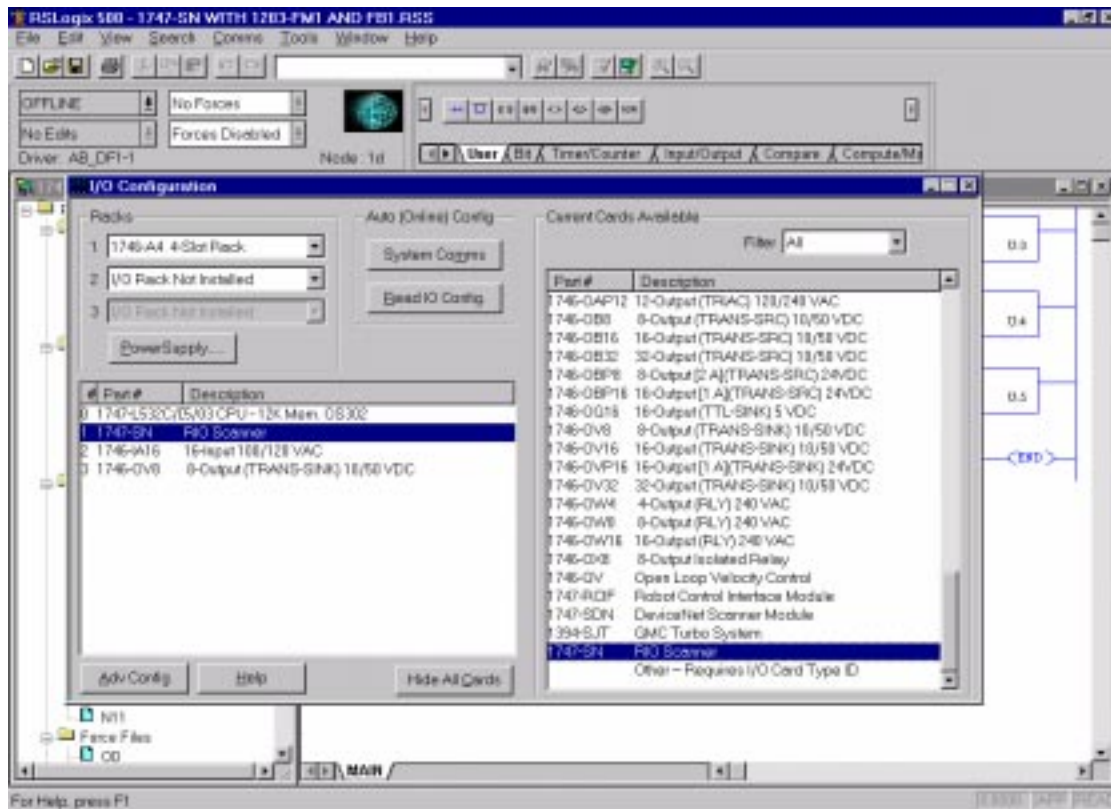 RSLogix 500 - 1747-SN WITH 1203-FM1 AND FB1.RSS
File Edit View Search Comms Tools Window Help
OFFLINE
No Forces
No Edits
Forces Disabled
Driver: AB_DF1-1
Node: 1d
User
Bit
Timer/Counter
Input/Output
Compare
Compute/Ma
I/O Configuration
Racks
1 1746-A4 4-Slot Rack
2 I/O Rack Not Installed
3 I/O Rack Not Installed
PowerSupply....
Auto (Online) Config
System Comms
Read IO Config
# Part # Description
0 1747-L532C/ /5/03 CPU - 12K Mem. OS302
1 1747-SN RIO Scanner
2 1746-IA16 16-Input 100/120 VAC
3 1746-OV8 8-Output (TRANS-SINK) 10/50 VDC
Adv Config
Help
Hide All Cards
Current Cards Available
Filter All
Part # Description
1746-OAP12 12-Output (TRIAC) 120/240 VAC
1746-OB8 8-Output (TRANS-SRC) 10/50 VDC
1746-OB16 16-Output (TRANS-SRC) 10/50 VDC
1746-OB32 32-Output (TRANS-SRC) 10/50 VDC
1746-OBP8 8-Output [2 A](TRANS-SRC) 24VDC
1746-OBP16 16-Output [1 A](TRANS-SRC) 24VDC
1746-OG16 16-Output (TTL-SINK) 5 VDC
1746-OV8 8-Output (TRANS-SINK) 10/50 VDC
1746-OV16 16-Output (TRANS-SINK) 10/50 VDC
1746-OVP16 16-Output [1 A](TRANS-SINK) 24VDC
1746-OV32 32-Output (TRANS-SINK) 10/50 VDC
1746-OW4 4-Output (RLY) 240 VAC
1746-OW8 8-Output (RLY) 240 VAC
1746-OW16 16-Output (RLY) 240 VAC
1746-OX8 8-Output Isolated Relay
1746-QV Open Loop Velocity Control
1747-RCIF Robot Control Interface Module
1747-SDN DeviceNet Scanner Module
1394-SJT GMC Turbo System
1747-SN RIO Scanner
Other - Requires I/O Card Type ID
U:3
U:4
U:5
END
N11
Force Files
O0
MAIN
For Help, press F1